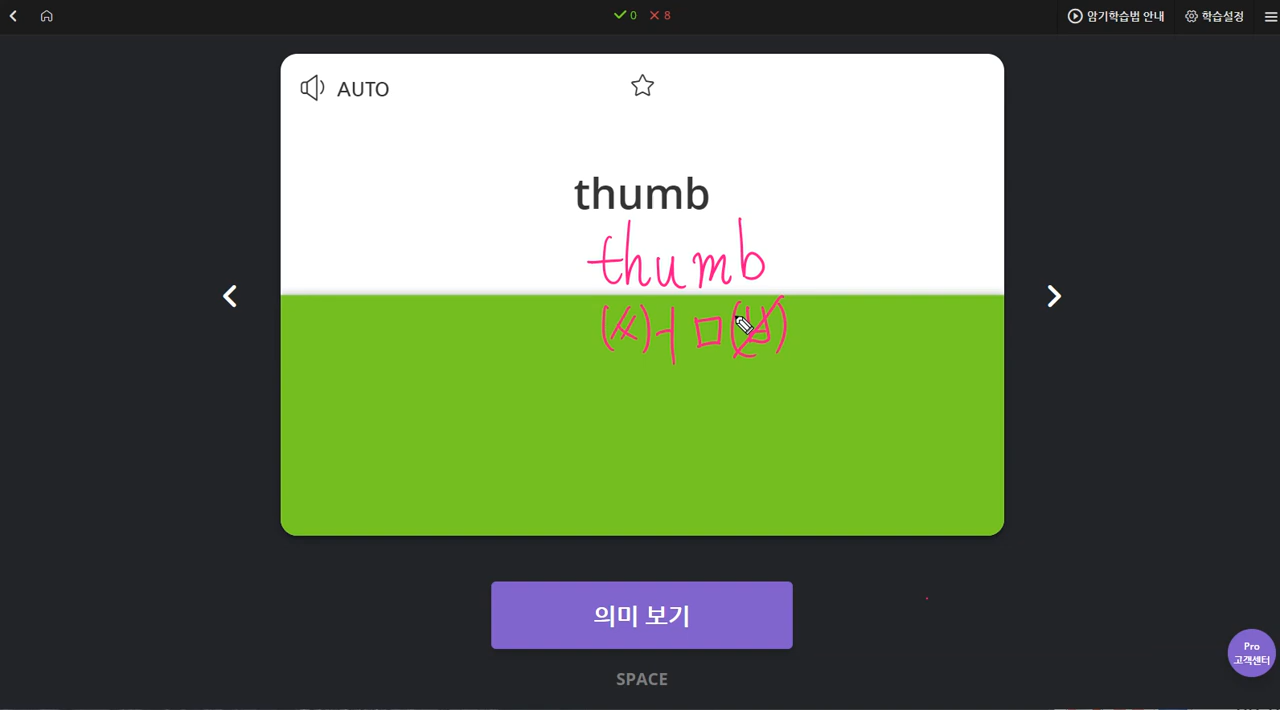 0 8 암기학습법 안내 학습설정
AUTO
thumb
thumb
(ㅆ)ㅓㅁ(ㅂ)
의미 보기
SPACE
Pro
고객센터